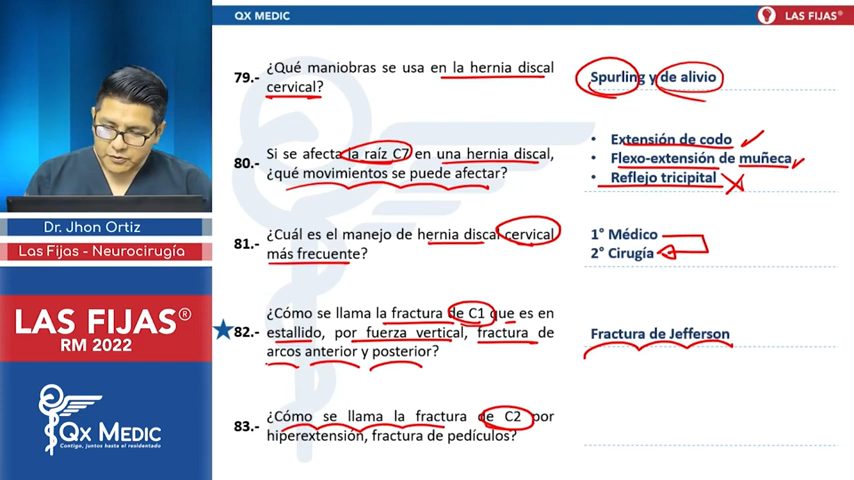 QX MEDIC
LAS FIJAS®
79.-
¿Qué maniobras se usa en la hernia discal
cervical?
Spurling y de alivio
80.-
Si se afecta la raíz C7 en una hernia discal,
¿qué movimientos se puede afectar?
• Extensión de codo
• Flexo-extensión de muñeca
• Reflejo tricipital
81.-
¿Cuál es el manejo de hernia discal cervical
más frecuente?
1° Médico
2° Cirugía
82.-
¿Cómo se llama la fractura de C1 que es en
estallido, por fuerza vertical, fractura de
arcos anterior y posterior?
Fractura de Jefferson
83.-
¿Cómo se llama la fractura de C2 por
hiperextensión, fractura de pedículos?
Dr. Jhon Ortiz
Las Fijas - Neurocirugía
LAS FIJAS®
RM 2022
QX MEDIC
Contigo, juntos hasta el residentado